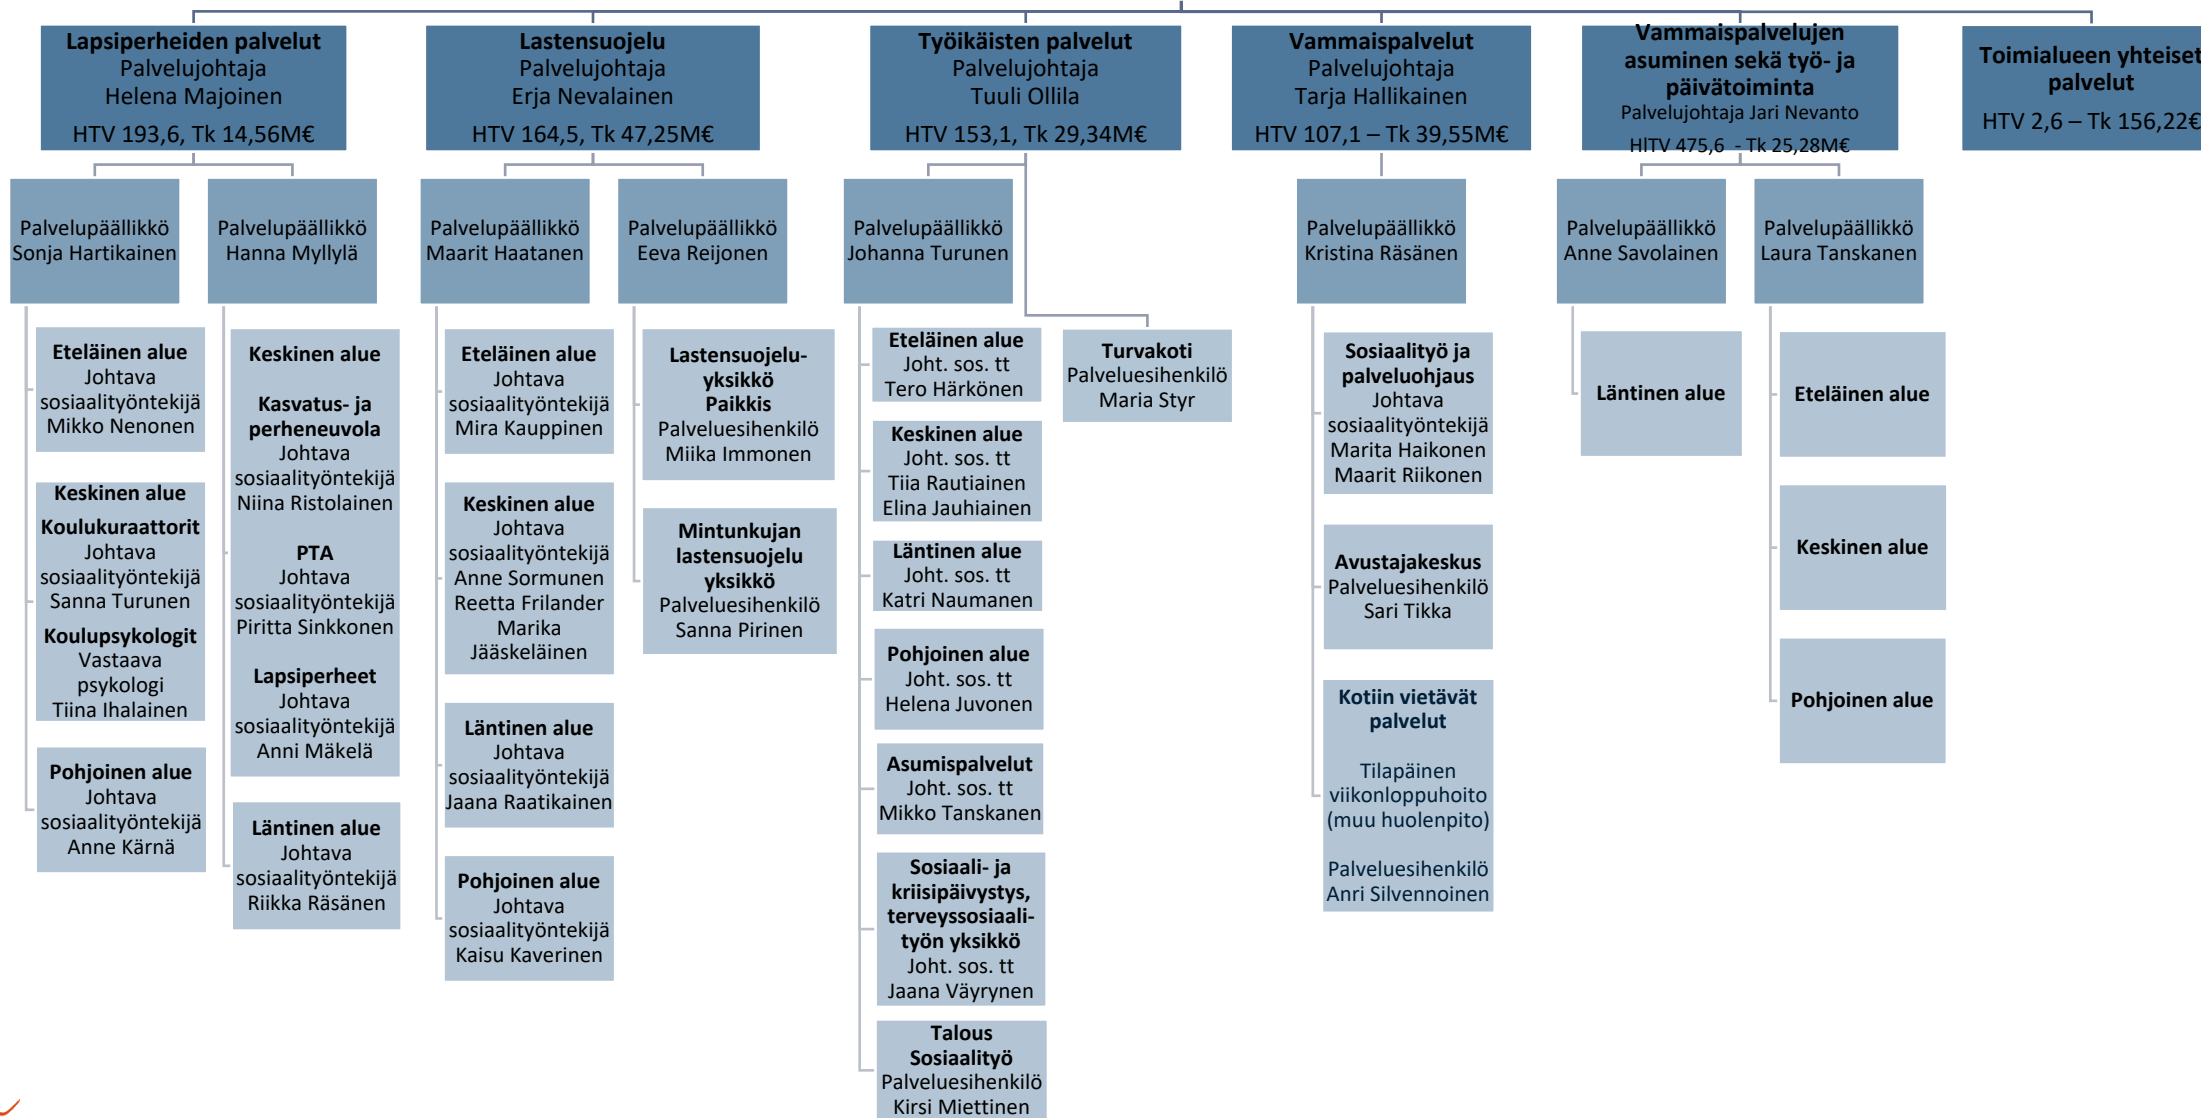 Lapsiperheiden palvelut
Palvelujohtaja
Helena Majoinen
HTV 193,6, Tk 14,56M€
Lastensuojelu
Palvelujohtaja
Erja Nevalainen
HTV 164,5, Tk 47,25M€
Työikäisten palvelut
Palvelujohtaja
Tuuli Ollila
HTV 153,1, Tk 29,34M€
Vammaispalvelut
Palvelujohtaja
Tarja Hallikainen
HTV 107,1 – Tk 39,55M€
Vammaispalvelujen
asuminen sekä työ- ja
päivätoiminta
Palvelujohtaja Jari Nevanto
HlTV 475,6 - Tk 25,28M€
Toimialueen yhteiset
palvelut
HTV 2,6 – Tk 156,22€
Palvelupäällikkö
Sonja Hartikainen
Palvelupäällikkö
Hanna Myllylä
Palvelupäällikkö
Maarit Haatanen
Palvelupäällikkö
Eeva Reijonen
Palvelupäällikkö
Johanna Turunen
Palvelupäällikkö
Kristina Räsänen
Palvelupäällikkö
Anne Savolainen
Palvelupäällikkö
Laura Tanskanen
Eteläinen alue
Johtava
sosiaalityöntekijä
Mikko Nenonen
Keskinen alue
Koulukuraattorit
Johtava
sosiaalityöntekijä
Sanna Turunen
Koulupsykologit
Vastaava
psykologi
Tiina Ihalainen
Pohjoinen alue
Johtava
sosiaalityöntekijä
Anne Kärnä
Keskinen alue
Kasvatus- ja
perheneuvola
Johtava
sosiaalityöntekijä
Niina Ristolainen
PTA
Johtava
sosiaalityöntekijä
Piritta Sinkkonen
Lapsiperheet
Johtava
sosiaalityöntekijä
Anni Mäkelä
Läntinen alue
Johtava
sosiaalityöntekijä
Riikka Räsänen
Eteläinen alue
Johtava
sosiaalityöntekijä
Mira Kauppinen
Keskinen alue
Johtava
sosiaalityöntekijä
Anne Sormunen
Reetta Frilander
Marika
Jääskeläinen
Läntinen alue
Johtava
sosiaalityöntekijä
Jaana Raatikainen
Pohjoinen alue
Johtava
sosiaalityöntekijä
Kaisu Kaverinen
Lastensuojelu-
yksikkö
Paikkis
Palveluesihenkilö
Miika Immonen
Mintunkujan
lastensuojelu
yksikkö
Palveluesihenkilö
Sanna Pirinen
Eteläinen alue
Joht. sos. tt
Tero Härkönen
Keskinen alue
Joht. sos. tt
Tiia Rautiainen
Elina Jauhiainen
Läntinen alue
Joht. sos. tt
Katri Naumanen
Pohjoinen alue
Joht. sos. tt
Helena Juvonen
Asumispalvelut
Joht. sos. tt
Mikko Tanskanen
Sosiaali- ja
kriisipäivystys,
terveyssosiaali-
työn yksikkö
Joht. sos. tt
Jaana Väyrynen
Talous
Sosiaalityö
Palveluesihenkilö
Kirsi Miettinen
Turvakoti
Palveluesihenkilö
Maria Styr
Sosiaalityö ja
palveluohjaus
Johtava
sosiaalityöntekijä
Marita Haikonen
Maarit Riikonen
Avustajakeskus
Palveluesihenkilö
Sari Tikka
Kotiin vietävät
palvelut
Tilapäinen
viikonloppuhoito
(muu huolenpito)
Palveluesihenkilö
Anri Silvennoinen
Läntinen alue
Eteläinen alue
Keskinen alue
Pohjoinen alue